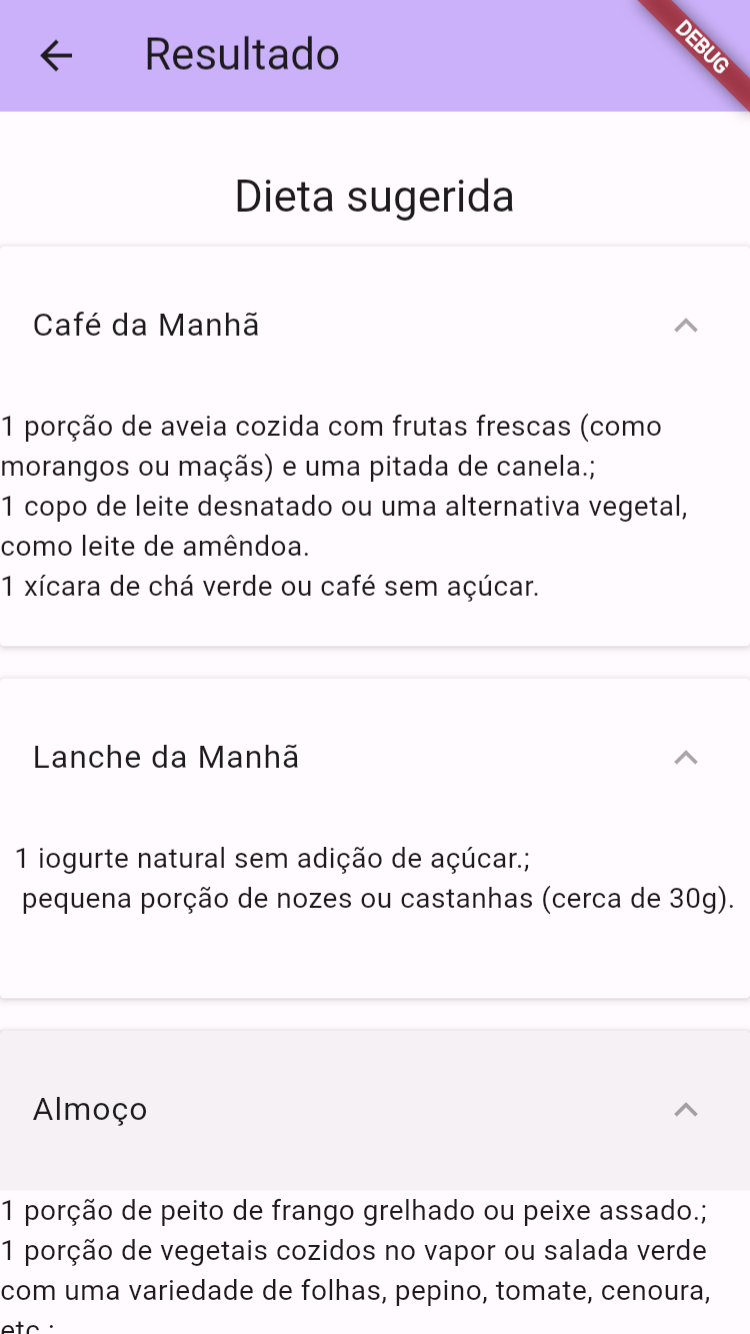 Resultado
DEBUG
Dieta sugerida
Café da Manhã
1 porção de aveia cozida com frutas frescas (como
morangos ou maçãs) e uma pitada de canela.;
1 copo de leite desnatado ou uma alternativa vegetal,
como leite de amêndoa.
1 xícara de chá verde ou café sem açúcar.
Lanche da Manhã
1 iogurte natural sem adição de açúcar.;
pequena porção de nozes ou castanhas (cerca de 30g).
Almoço
1 porção de peito de frango grelhado ou peixe assado.;
1 porção de vegetais cozidos no vapor ou salada verde
com uma variedade de folhas, pepino, tomate, cenoura,
etc.;